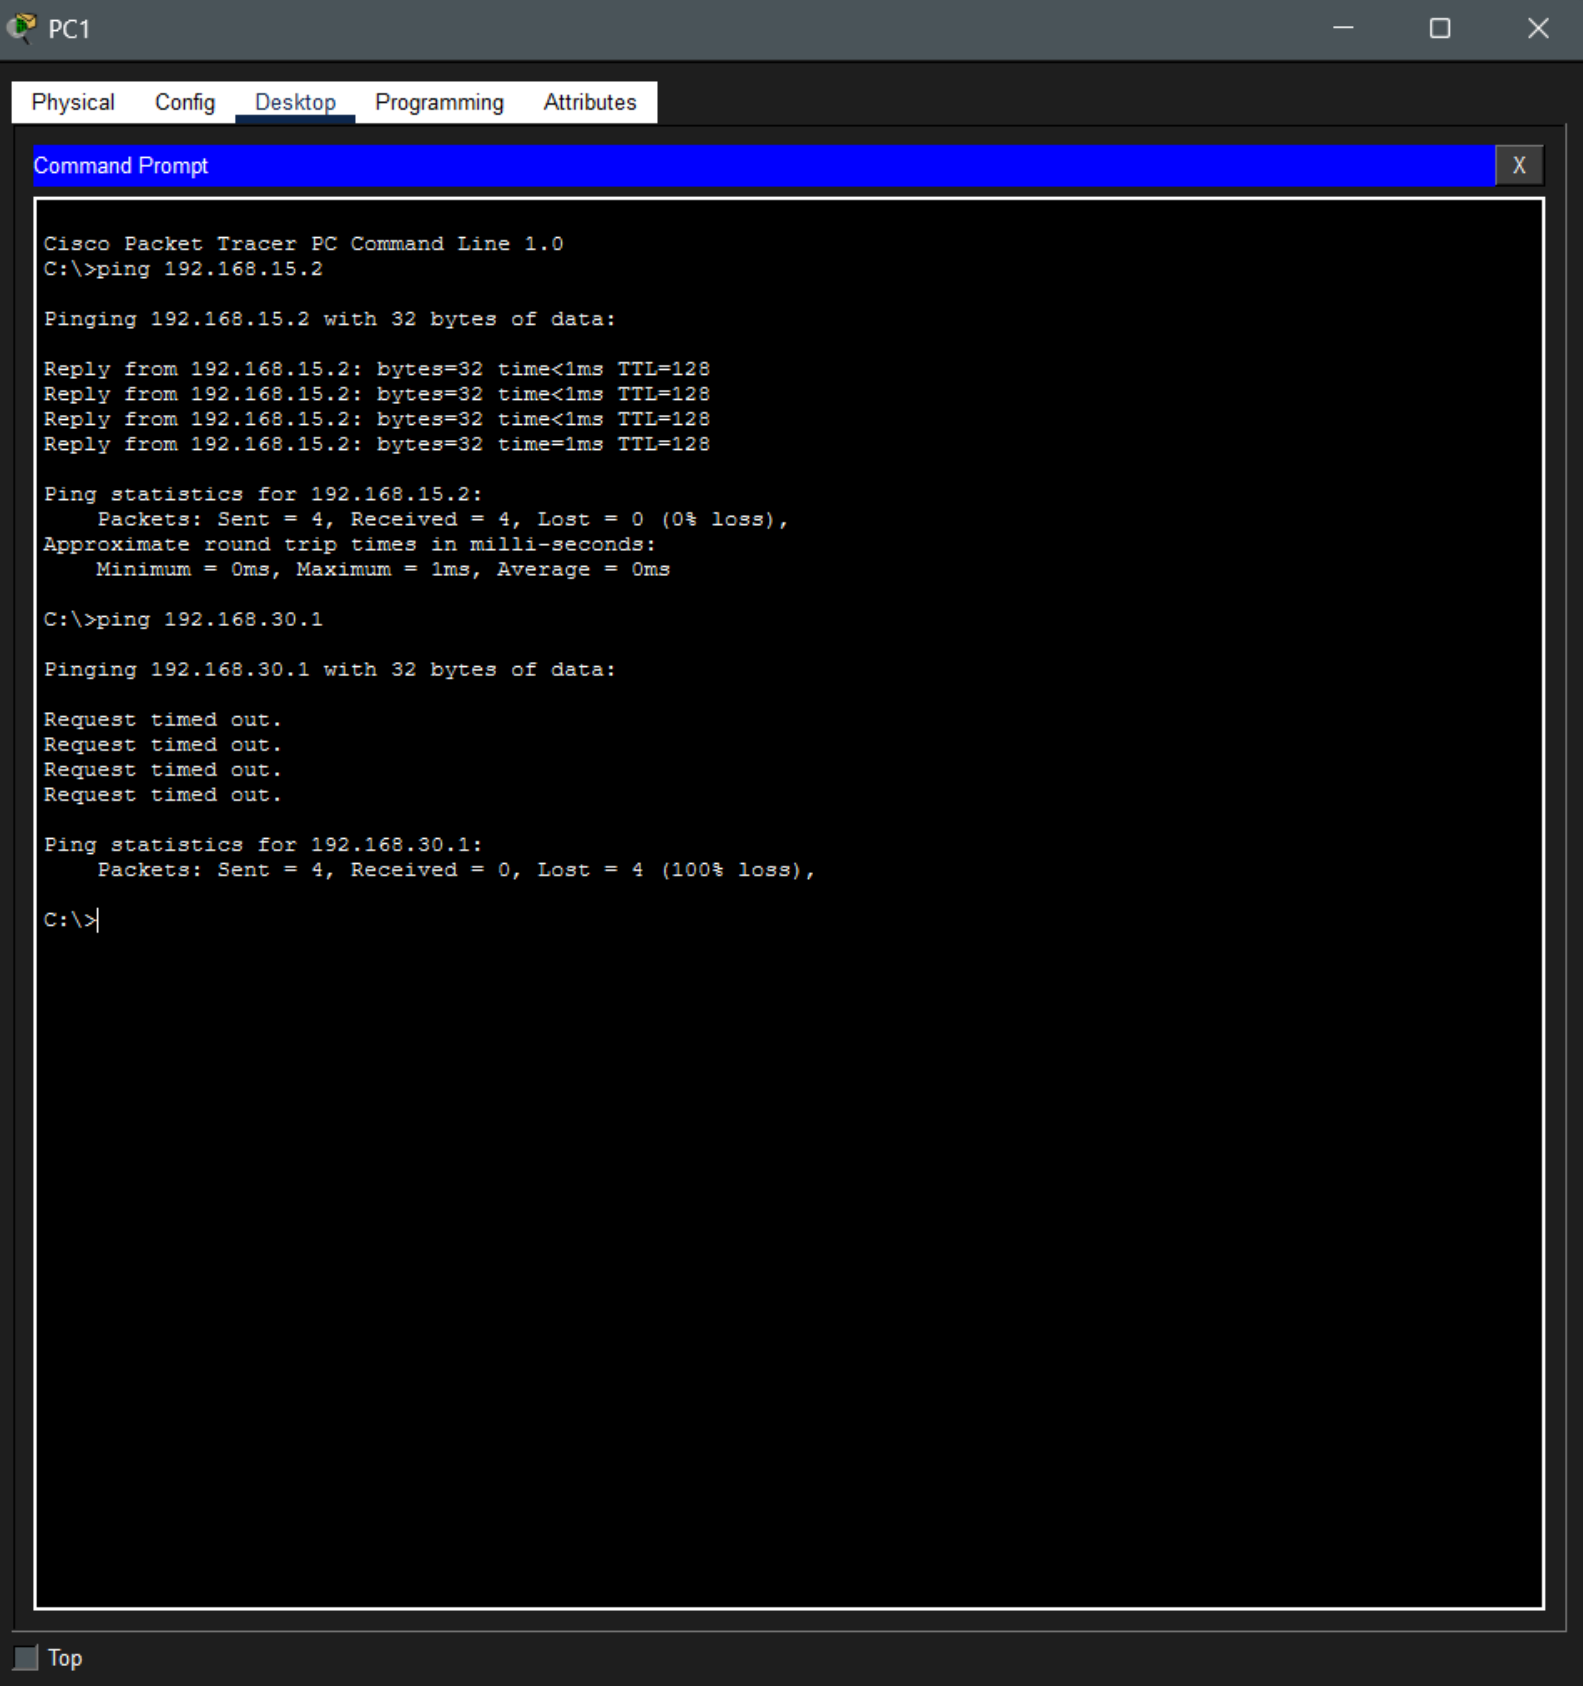 PC1
Physical Config Desktop Programming Attributes
Command Prompt X
Cisco Packet Tracer PC Command Line 1.0
C:\>ping 192.168.15.2
Pinging 192.168.15.2 with 32 bytes of data:
Reply from 192.168.15.2: bytes=32 time<1ms TTL=128
Reply from 192.168.15.2: bytes=32 time<1ms TTL=128
Reply from 192.168.15.2: bytes=32 time<1ms TTL=128
Reply from 192.168.15.2: bytes=32 time=1ms TTL=128
Ping statistics for 192.168.15.2:
    Packets: Sent = 4, Received = 4, Lost = 0 (0% loss),
Approximate round trip times in milli-seconds:
    Minimum = 0ms, Maximum = 1ms, Average = 0ms
C:\>ping 192.168.30.1
Pinging 192.168.30.1 with 32 bytes of data:
Request timed out.
Request timed out.
Request timed out.
Request timed out.
Ping statistics for 192.168.30.1:
    Packets: Sent = 4, Received = 0, Lost = 4 (100% loss),
C:\>
Top